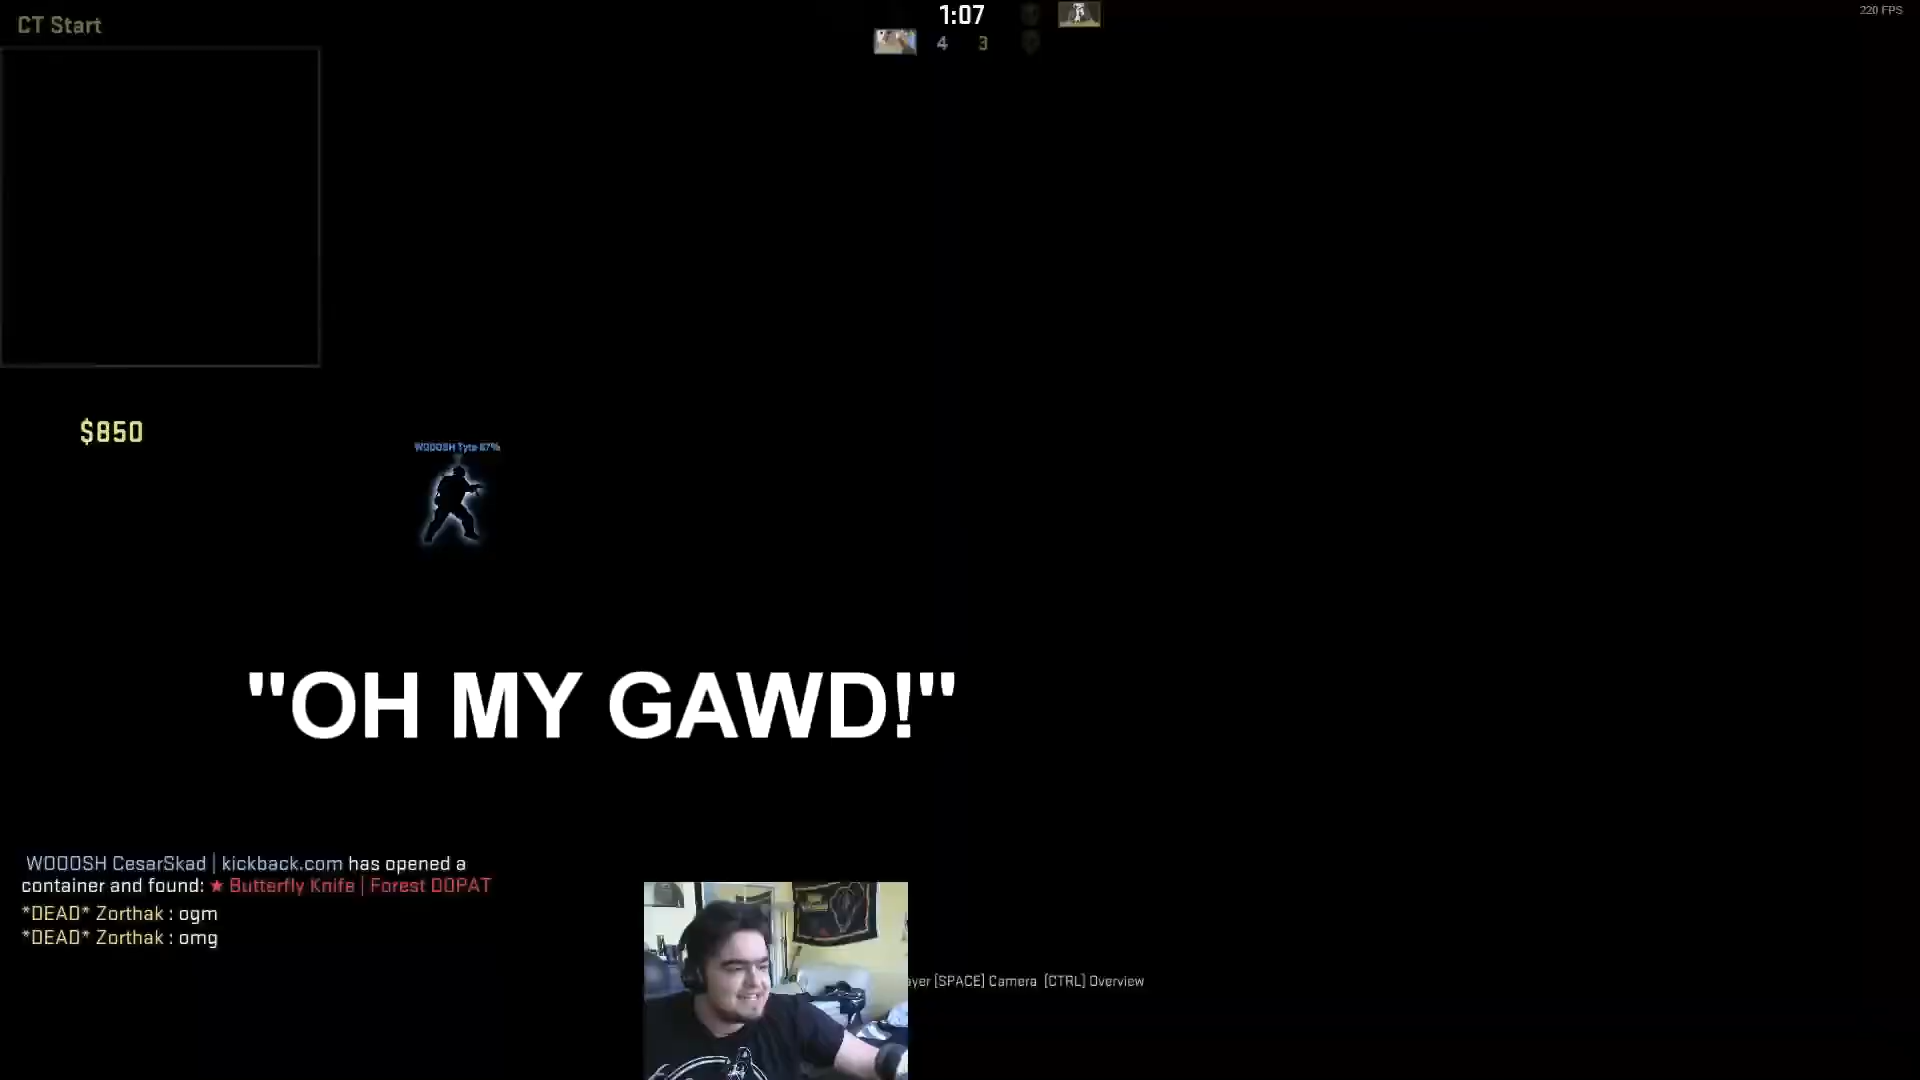 CT Start
1:07
220 FPS
4 3
$850
WOOOSH Tyte 67%
"OH MY GAWD!"
WOOOSH CesarSkad | kickback.com has opened a
container and found: ★ Butterfly Knife | Forest DDPAT
*DEAD* Zorthak : ogm
*DEAD* Zorthak : omg
[SPACE] Camera [CTRL] Overview